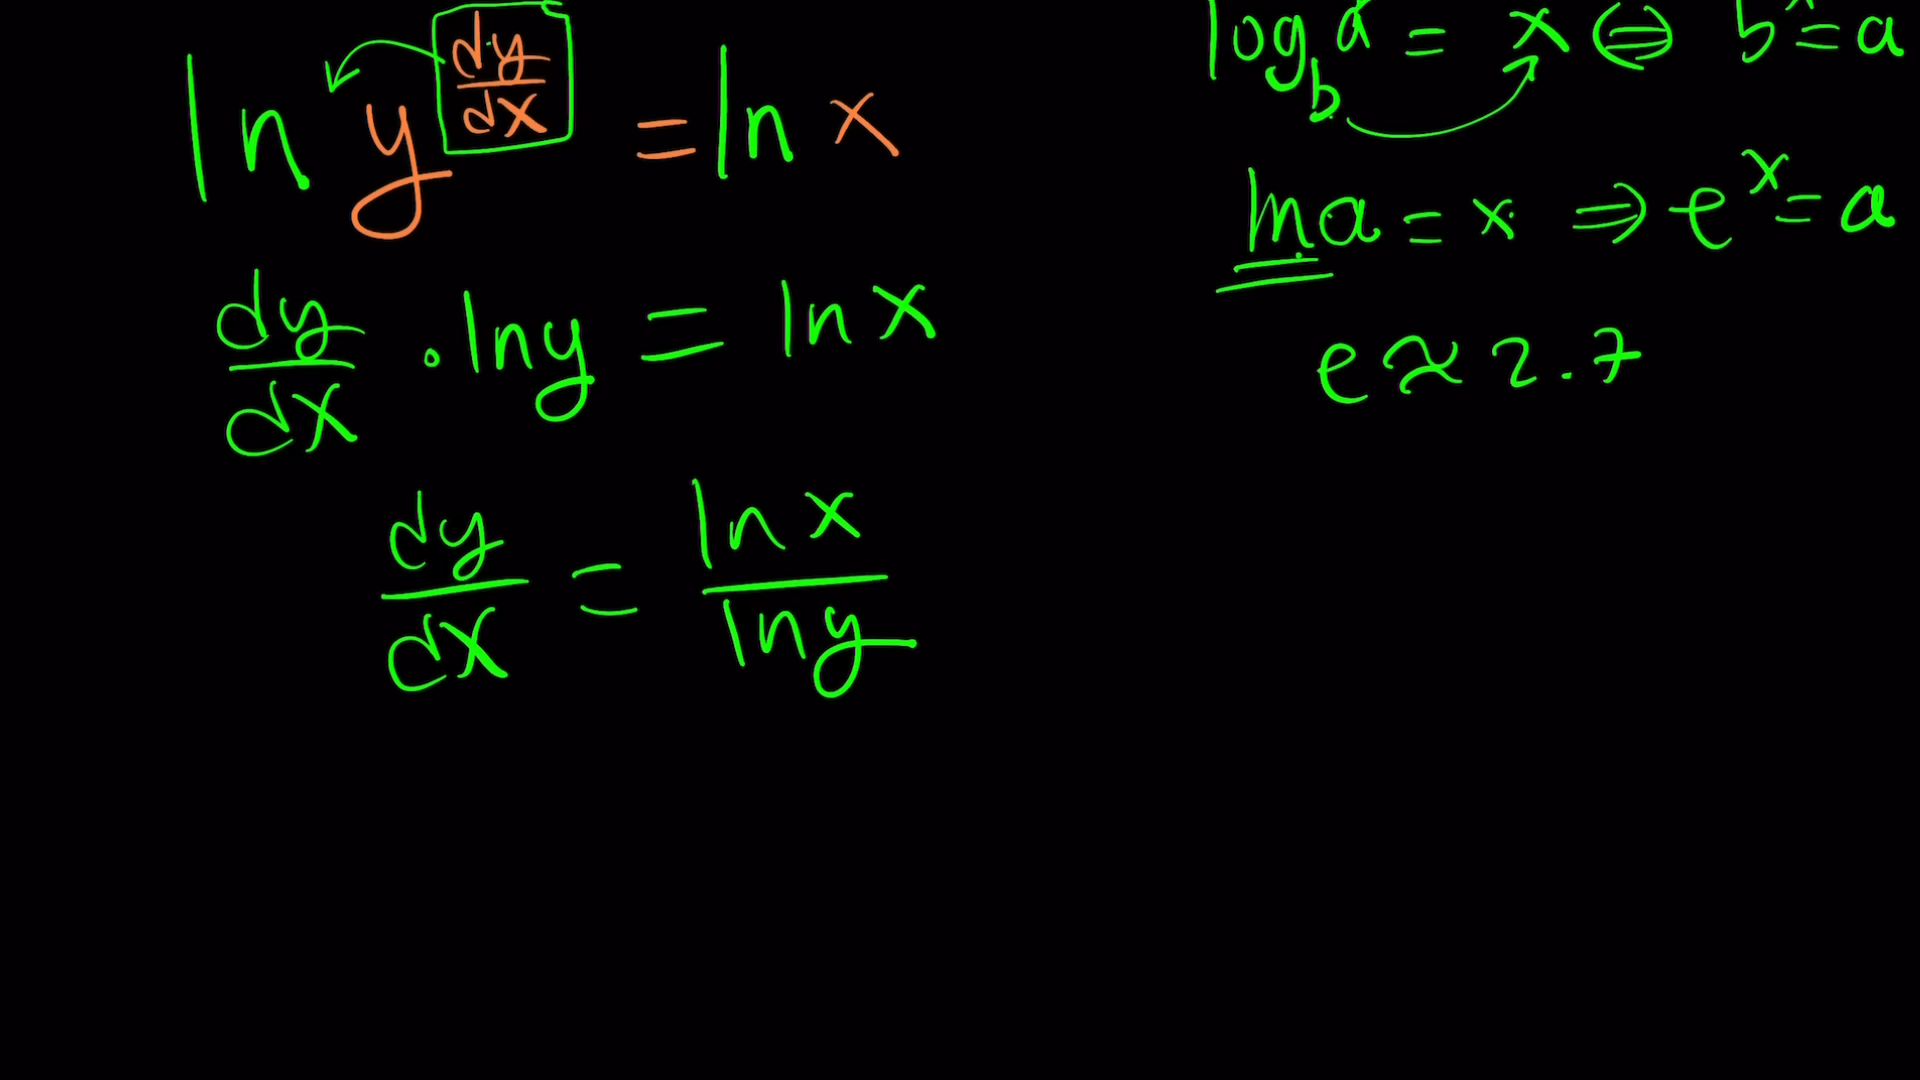 ln y^(dy/dx) = ln x
dy/dx · ln y = ln x
dy/dx = ln x / ln y
log_b a = x ⇔ b^x = a
ln a = x ⇒ e^x = a
e ≈ 2.7